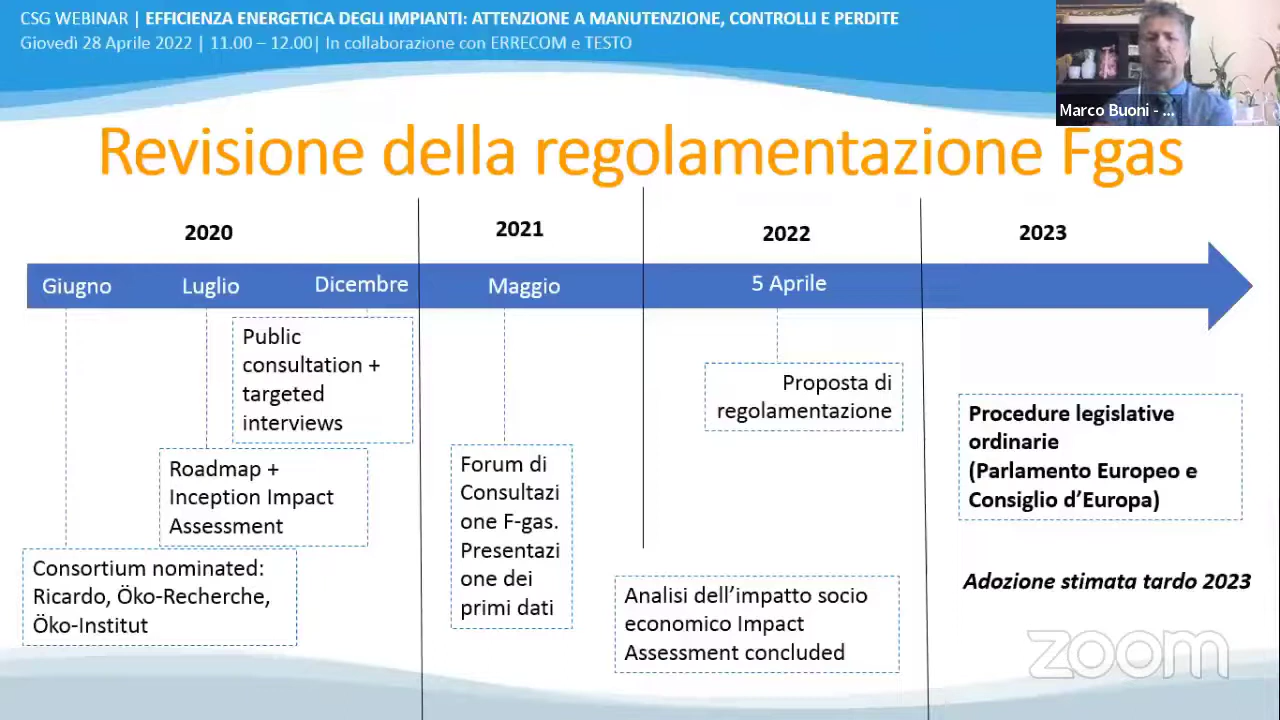 CSG WEBINAR | EFFICIENZA ENERGETICA DEGLI IMPIANTI: ATTENZIONE A MANUTENZIONE, CONTROLLI E PERDITE
Giovedì 28 Aprile 2022 | 11.00 – 12.00| In collaborazione con ERRECOM e TESTO
Marco Buoni - ...
Revisione della regolamentazione Fgas
2020
2021
2022
2023
Giugno
Luglio
Dicembre
Maggio
5 Aprile
Public
consultation +
targeted
interviews
Roadmap +
Inception Impact
Assessment
Consortium nominated:
Ricardo, Öko-Recherche,
Öko-Institut
Forum di
Consultazi
one F-gas.
Presentazi
one dei
primi dati
Proposta di
regolamentazione
Analisi dell’impatto socio
economico Impact
Assessment concluded
Procedure legislative
ordinarie
(Parlamento Europeo e
Consiglio d’Europa)
Adozione stimata tardo 2023
zoom